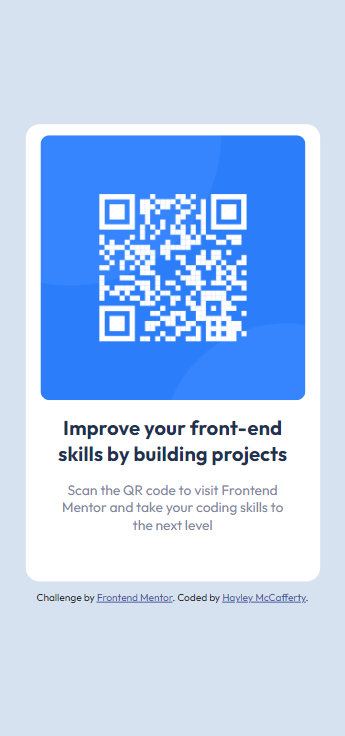 Improve your front-end
skills by building projects
Scan the QR code to visit Frontend
Mentor and take your coding skills to
the next level
Challenge by Frontend Mentor. Coded by Hayley McCafferty.